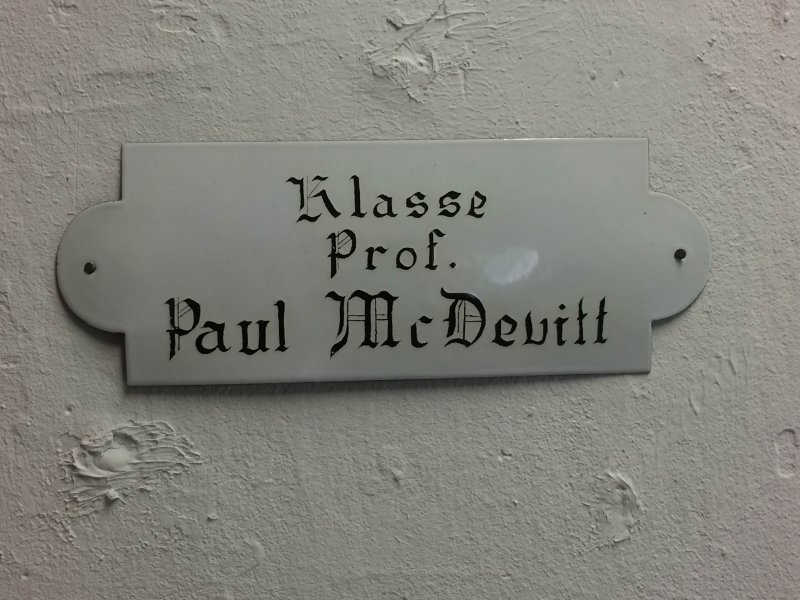 Klasse
Prof.
Paul McDevitt